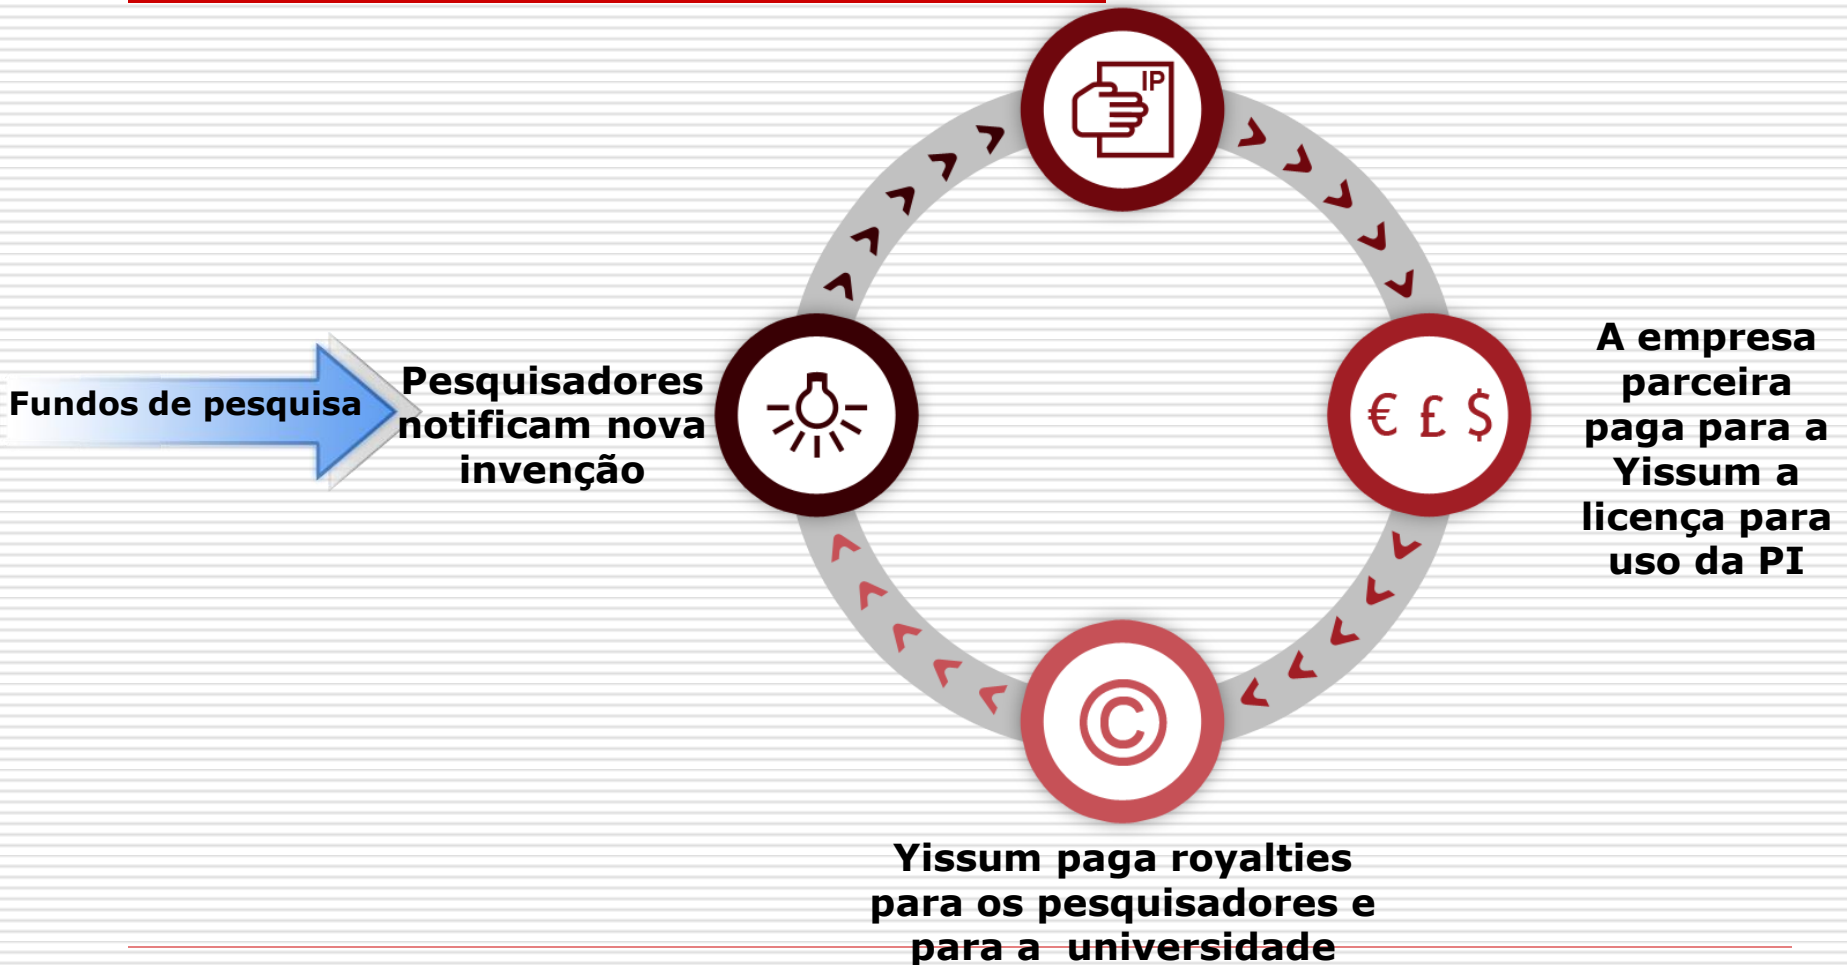 IP
Fundos de pesquisa
Pesquisadores
notificam nova
invenção
€ £ $
A empresa
parceira
paga para a
Yissum a
licença para
uso da PI
©
Yissum paga royalties
para os pesquisadores e
para a universidade